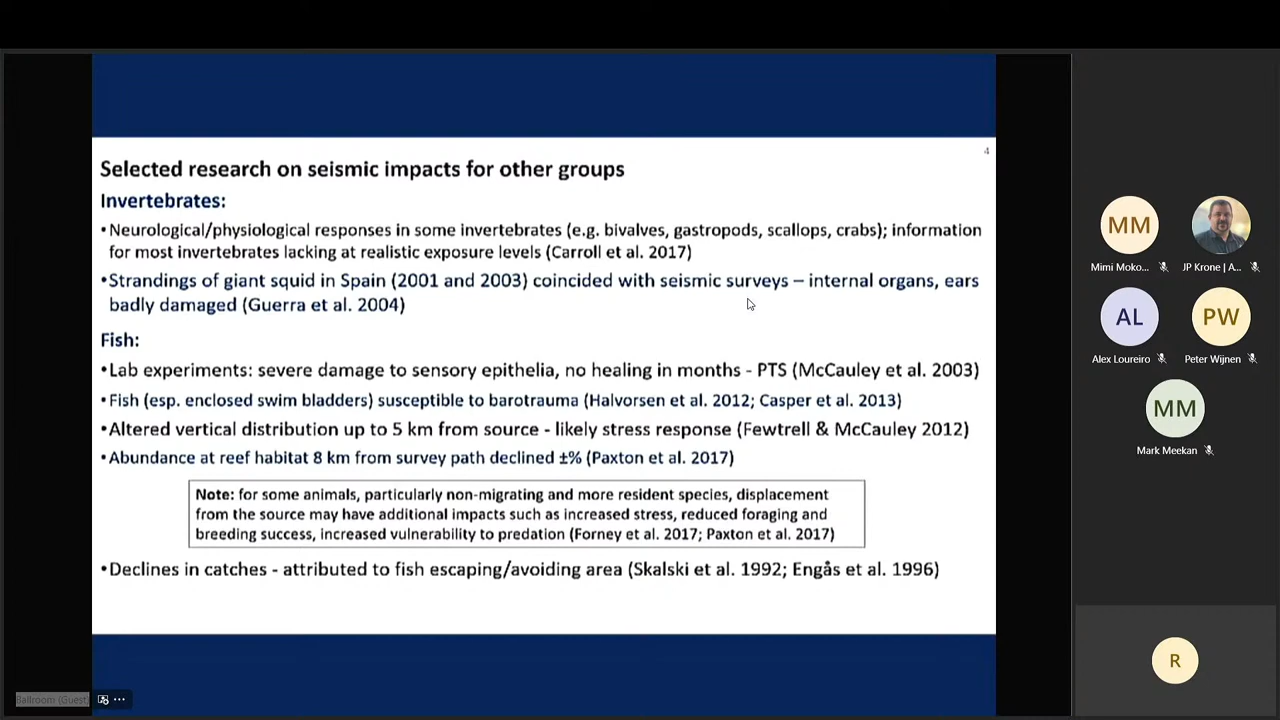 4
Selected research on seismic impacts for other groups
Invertebrates:
•Neurological/physiological responses in some invertebrates (e.g. bivalves, gastropods, scallops, crabs); information
for most invertebrates lacking at realistic exposure levels (Carroll et al. 2017)
•Strandings of giant squid in Spain (2001 and 2003) coincided with seismic surveys – internal organs, ears
badly damaged (Guerra et al. 2004)
Fish:
•Lab experiments: severe damage to sensory epithelia, no healing in months - PTS (McCauley et al. 2003)
•Fish (esp. enclosed swim bladders) susceptible to barotrauma (Halvorsen et al. 2012; Casper et al. 2013)
•Altered vertical distribution up to 5 km from source - likely stress response (Fewtrell & McCauley 2012)
•Abundance at reef habitat 8 km from survey path declined ±% (Paxton et al. 2017)
Note: for some animals, particularly non-migrating and more resident species, displacement
from the source may have additional impacts such as increased stress, reduced foraging and
breeding success, increased vulnerability to predation (Forney et al. 2017; Paxton et al. 2017)
•Declines in catches - attributed to fish escaping/avoiding area (Skalski et al. 1992; Engås et al. 1996)
MM
Mimi Moko...
JP Krone | A...
AL
Alex Loureiro
PW
Peter Wijnen
MM
Mark Meekan
R
Ballroom (Guest)